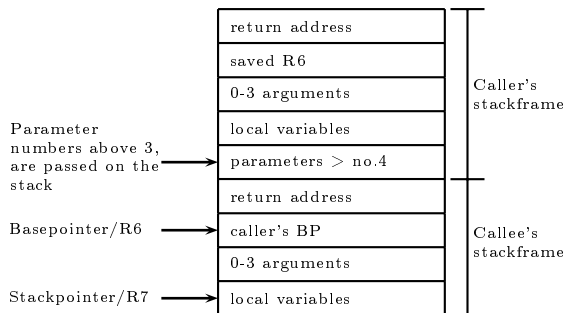 return address
saved R6
0-3 arguments
local variables
parameters > no.4
return address
caller's BP
0-3 arguments
local variables
Parameter
numbers above 3,
are passed on the
stack
Basepointer/R6
Stackpointer/R7
Caller's
stackframe
Callee's
stackframe